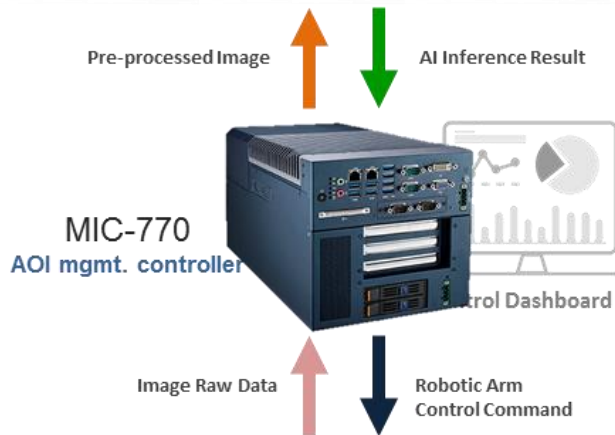 Pre-processed Image
AI Inference Result
MIC-770
AOI mgmt. controller
Dashboard
Image Raw Data
Robotic Arm
Control Command